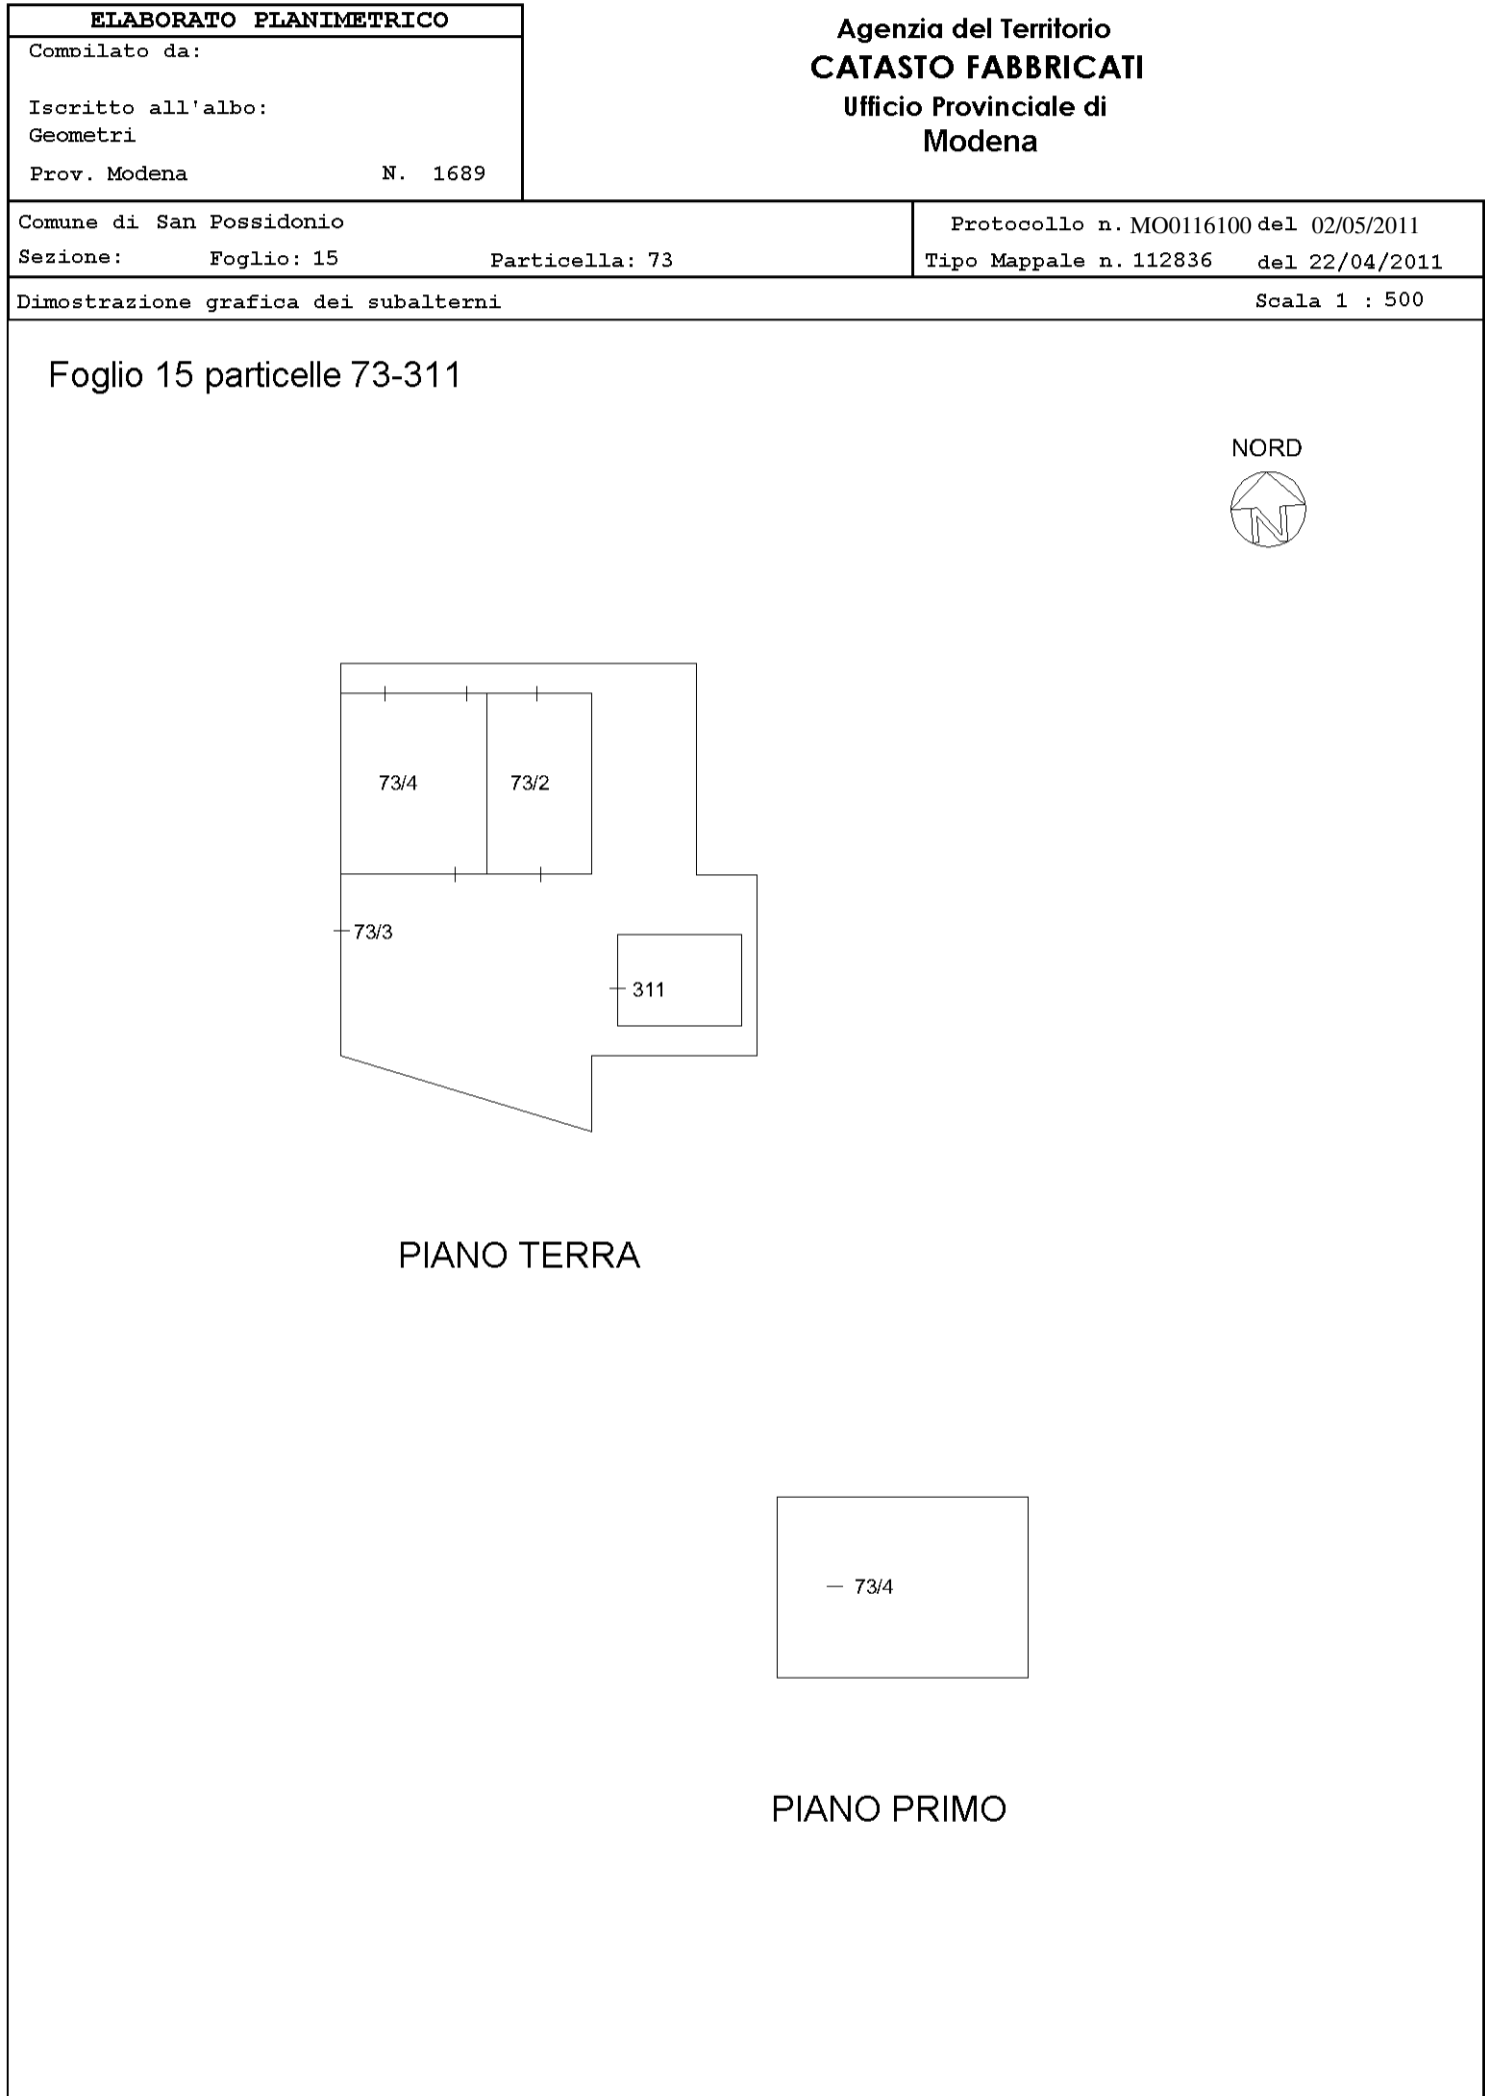 ELABORATO PLANIMETRICO
Compilato da:
Iscritto all'albo:
Geometri
Prov. Modena N. 1689
Agenzia del Territorio
CATASTO FABBRICATI
Ufficio Provinciale di
Modena
Comune di San Possidonio
Sezione: Foglio: 15 Particella: 73
Protocollo n. MO0116100 del 02/05/2011
Tipo Mappale n. 112836 del 22/04/2011
Dimostrazione grafica dei subalterni Scala 1 : 500
Foglio 15 particelle 73-311
NORD
N
73/4 73/2
73/3
311
PIANO TERRA
73/4
PIANO PRIMO